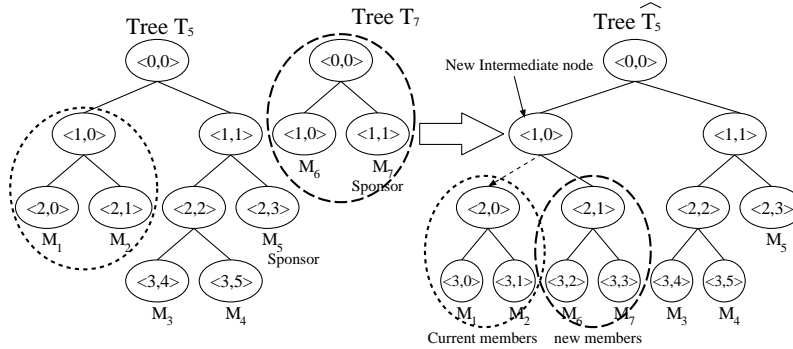 Tree T5
Tree T7
Tree T̂5
<0,0>
<0,0>
New Intermediate node
<0,0>
<1,0>
<1,1>
<1,0>
<1,1>
<1,0>
<1,1>
M6
M7
Sponsor
<2,0>
<2,1>
<2,2>
<2,3>
<2,0>
<2,1>
<2,2>
<2,3>
M1
M2
M5
Sponsor
M5
<3,4>
<3,5>
<3,0>
<3,1>
<3,2>
<3,3>
<3,4>
<3,5>
M3
M4
M1
M2
M6
M7
M3
M4
Current members
new members